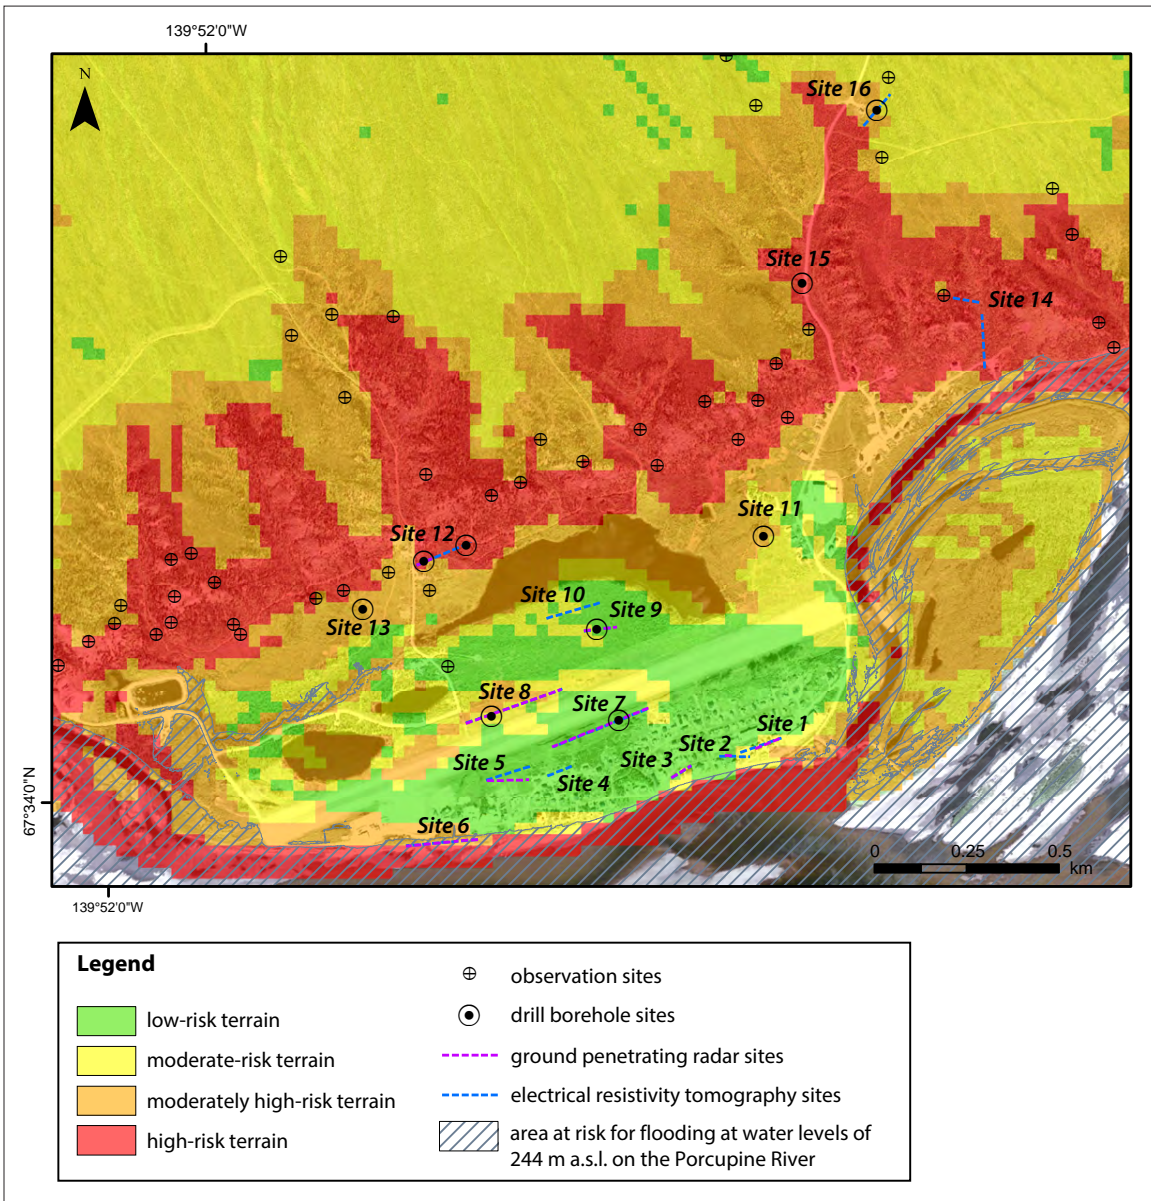 139°52'0"W
N
Site 16
Site 15
Site 14
Site 11
Site 12
Site 10
Site 9
Site 13
Site 8
Site 7
Site 1
Site 2
Site 3
Site 5
Site 4
Site 6
67°34'0"N
0 0.25 0.5
km
139°52'0"W
Legend
low-risk terrain
moderate-risk terrain
moderately high-risk terrain
high-risk terrain
observation sites
drill borehole sites
ground penetrating radar sites
electrical resistivity tomography sites
area at risk for flooding at water levels of
244 m a.s.l. on the Porcupine River